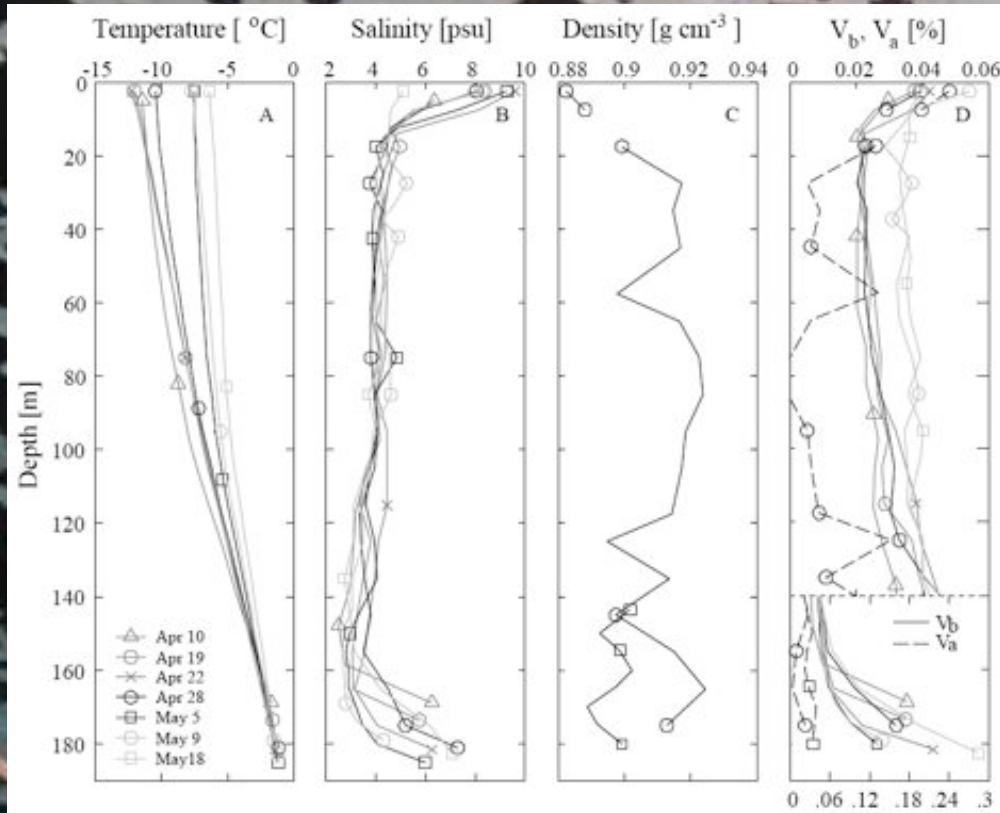 Temperature [ °C]
Salinity [psu]
Density [g cm-3 ]
Vb, Va [%]
-15 -10 -5 0
2 4 6 8 10
0.88 0.9 0.92 0.94
0 0.02 0.04 0.06
A
B
C
D
Depth [m]
0
20
40
60
80
100
120
140
160
180
Apr 10
Apr 19
Apr 22
Apr 28
May 5
May 9
May18
Vb
Va
0 .06 .12 .18 .24 .3